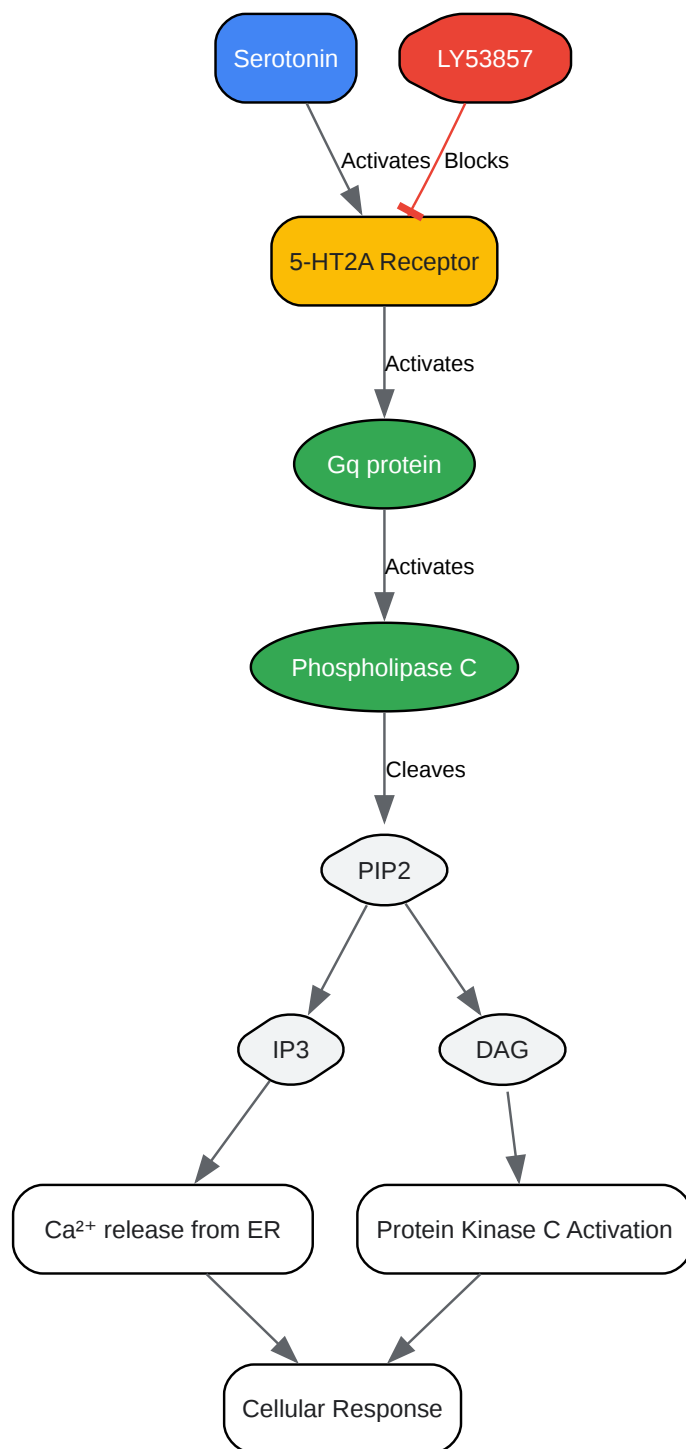 Serotonin
LY53857
Activates
Blocks
5-HT2A Receptor
Activates
Gq protein
Activates
Phospholipase C
Cleaves
PIP2
IP3
DAG
Ca²⁺ release from ER
Protein Kinase C Activation
Cellular Response